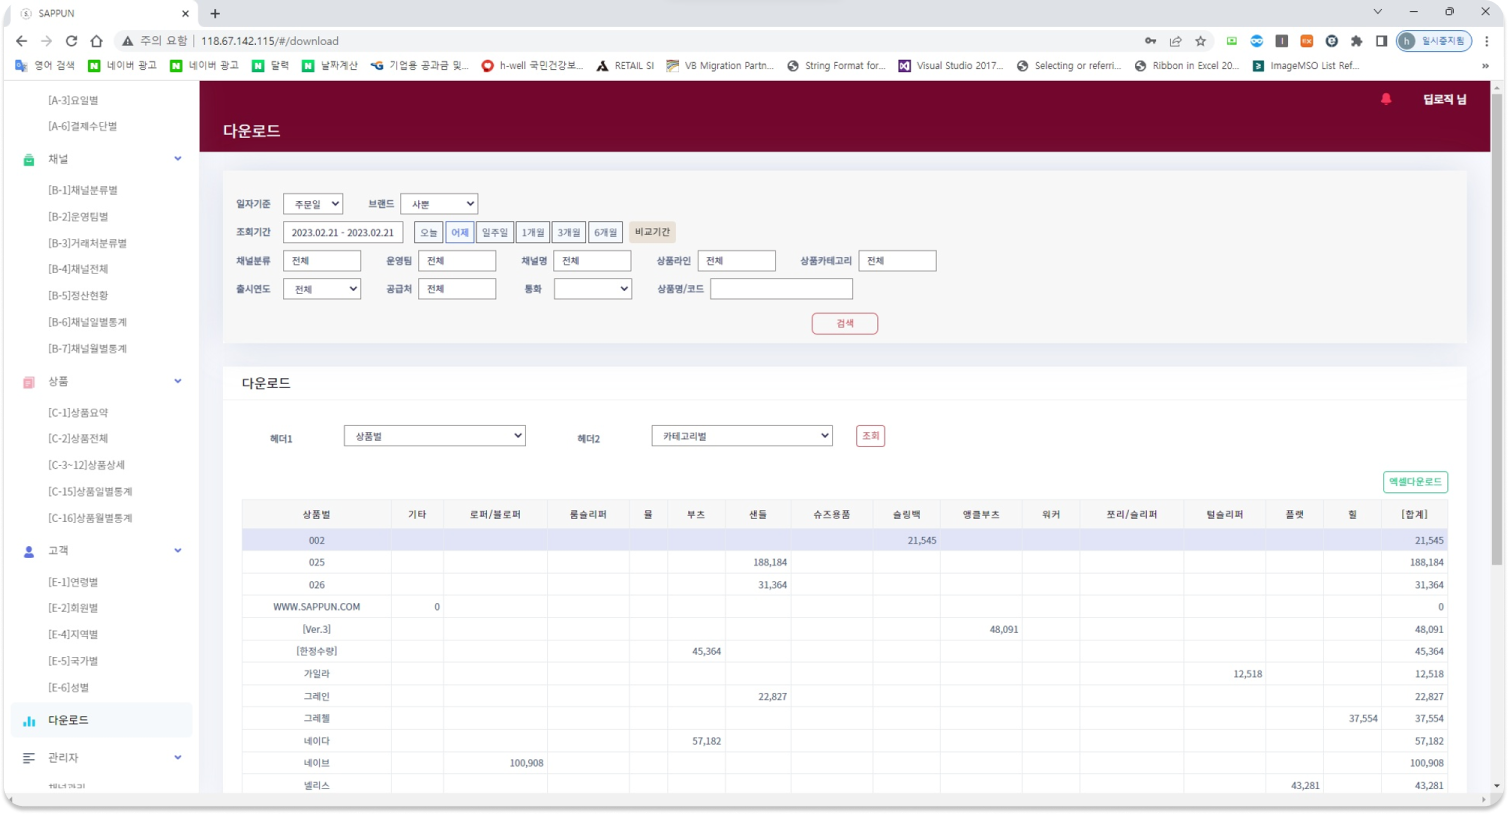 SAPPUN
주의 요함 | 118.67.142.115/#/download
h 일시중지됨
영어 검색 네이버 광고 네이버 광고 달력 날짜계산 기업용 공과금 및... h-well 국민건강보... RETAIL SI VB Migration Partn... String Format for... Visual Studio 2017... Selecting or referri... Ribbon in Excel 20... ImageMSO List Ref...
[A-3]요일별
[A-6]결제수단별
채널
[B-1]채널분류별
[B-2]운영팀별
[B-3]거래처분류별
[B-4]채널전체
[B-5]정산현황
[B-6]채널일별통계
[B-7]채널월별통계
상품
[C-1]상품요약
[C-2]상품전체
[C-3~12]상품상세
[C-15]상품일별통계
[C-16]상품월별통계
고객
[E-1]연령별
[E-2]회원별
[E-4]지역별
[E-5]국가별
[E-6]성별
다운로드
관리자
채널관리
딥로직 님
다운로드
일자기준 주문일 브랜드 사뿐
조회기간 2023.02.21 - 2023.02.21 오늘 어제 일주일 1개월 3개월 6개월 비교기간
채널분류 전체 운영팀 전체 채널명 전체 상품라인 전체 상품카테고리 전체
출시연도 전체 공급처 전체 통화 상품명/코드
검색
다운로드
헤더1 상품별 헤더2 카테고리별 조회
엑셀다운로드
상품별 기타 로퍼/블로퍼 룸슬리퍼 뮬 부츠 샌들 슈즈용품 슬링백 앵클부츠 워커 쪼리/슬리퍼 털슬리퍼 플랫 힐 [합계]
002 21,545 21,545
025 188,184 188,184
026 31,364 31,364
WWW.SAPPUN.COM 0 0
[Ver.3] 48,091 48,091
[한정수량] 45,364 45,364
가일라 12,518 12,518
그레인 22,827 22,827
그레첼 37,554 37,554
네이다 57,182 57,182
네이브 100,908 100,908
넬리스 43,281 43,281